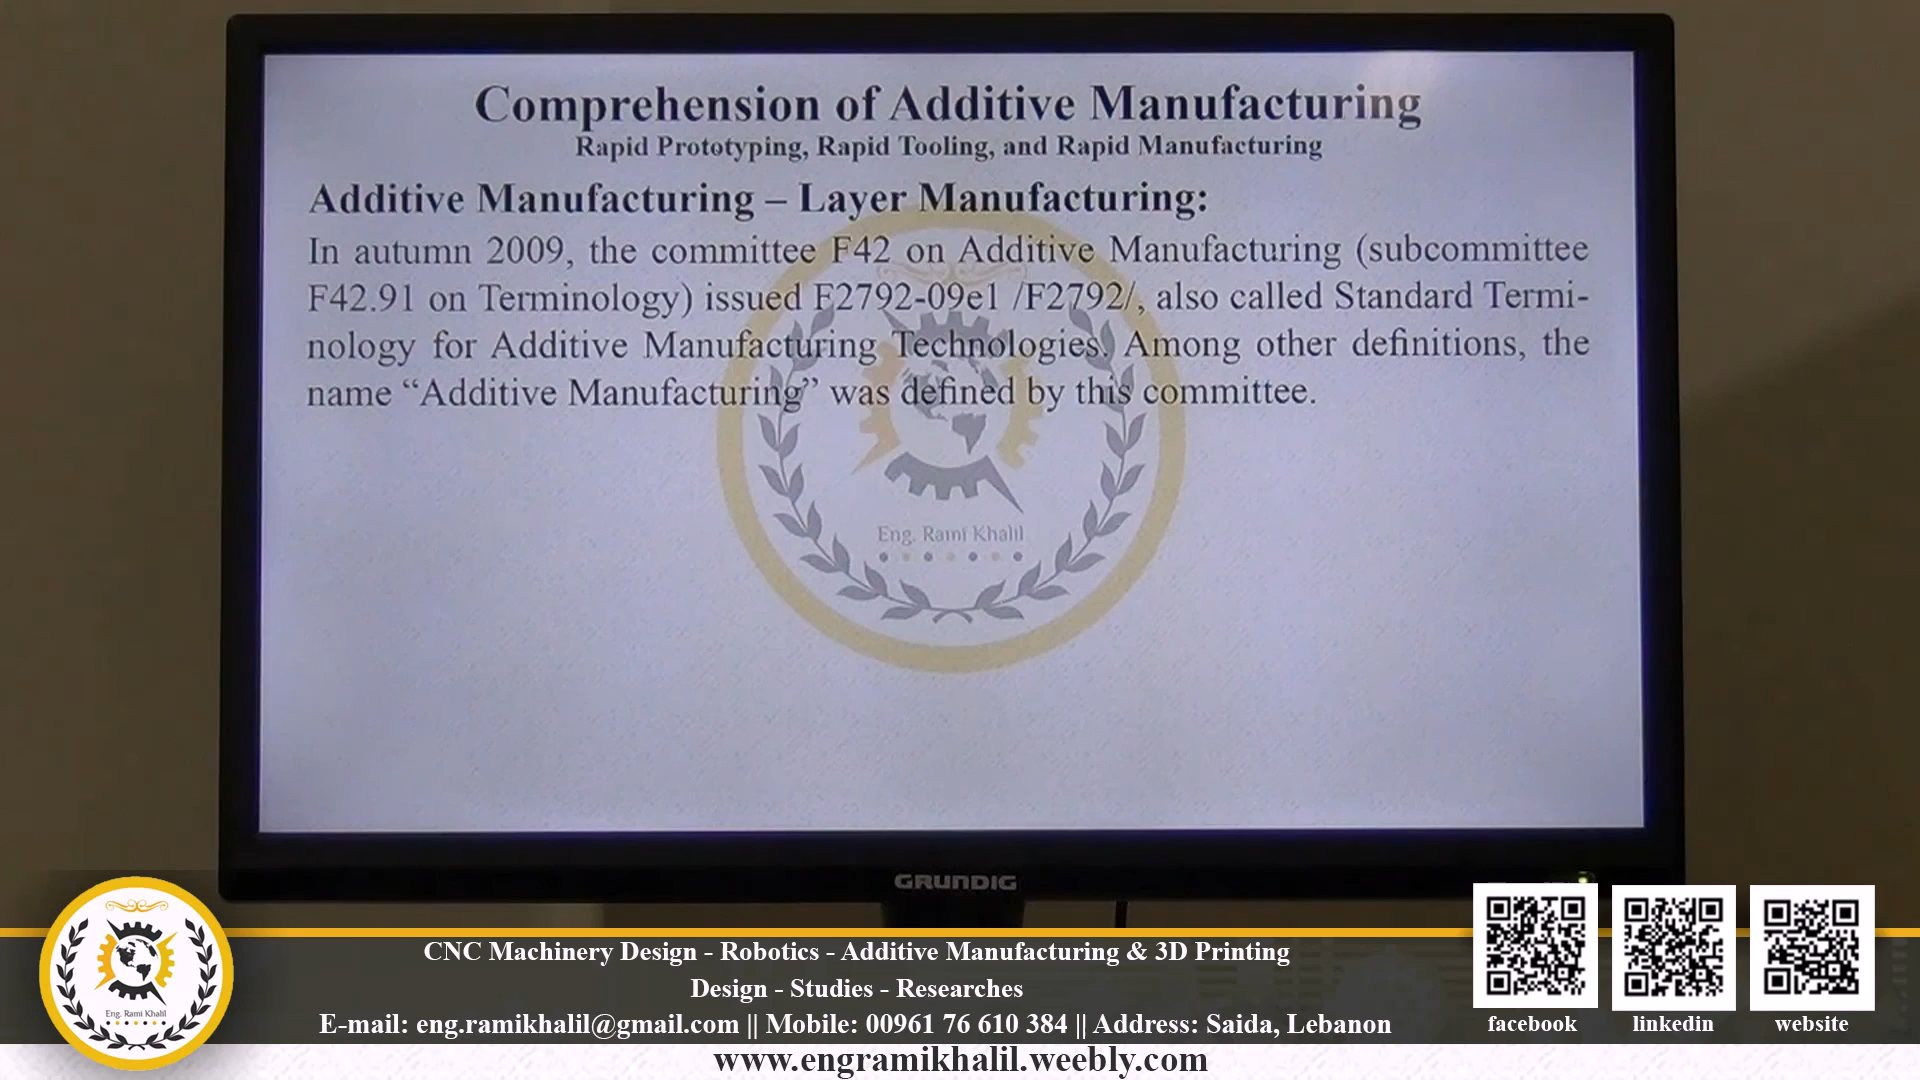 Comprehension of Additive Manufacturing
Rapid Prototyping, Rapid Tooling, and Rapid Manufacturing
Additive Manufacturing – Layer Manufacturing:
In autumn 2009, the committee F42 on Additive Manufacturing (subcommittee
F42.91 on Terminology) issued F2792-09e1 /F2792/, also called Standard Termi-
nology for Additive Manufacturing Technologies. Among other definitions, the
name “Additive Manufacturing” was defined by this committee.
Eng. Rami Khalil
GRUNDIG
Eng. Rami Khalil
CNC Machinery Design - Robotics - Additive Manufacturing & 3D Printing
Design - Studies - Researches
E-mail: eng.ramikhalil@gmail.com || Mobile: 00961 76 610 384 || Address: Saida, Lebanon
facebook
linkedin
website
www.engramikhalil.weebly.com